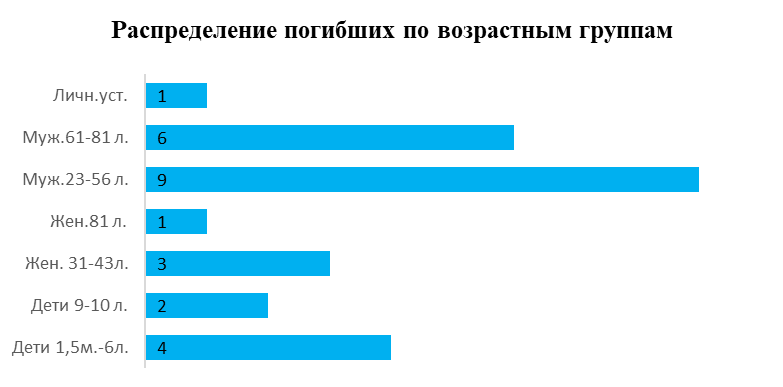 Распределение погибших по возрастным группам
Личн.уст. 1
Муж.61-81 л. 6
Муж.23-56 л. 9
Жен.81 л. 1
Жен. 31-43л. 3
Дети 9-10 л. 2
Дети 1,5м.-6л. 4